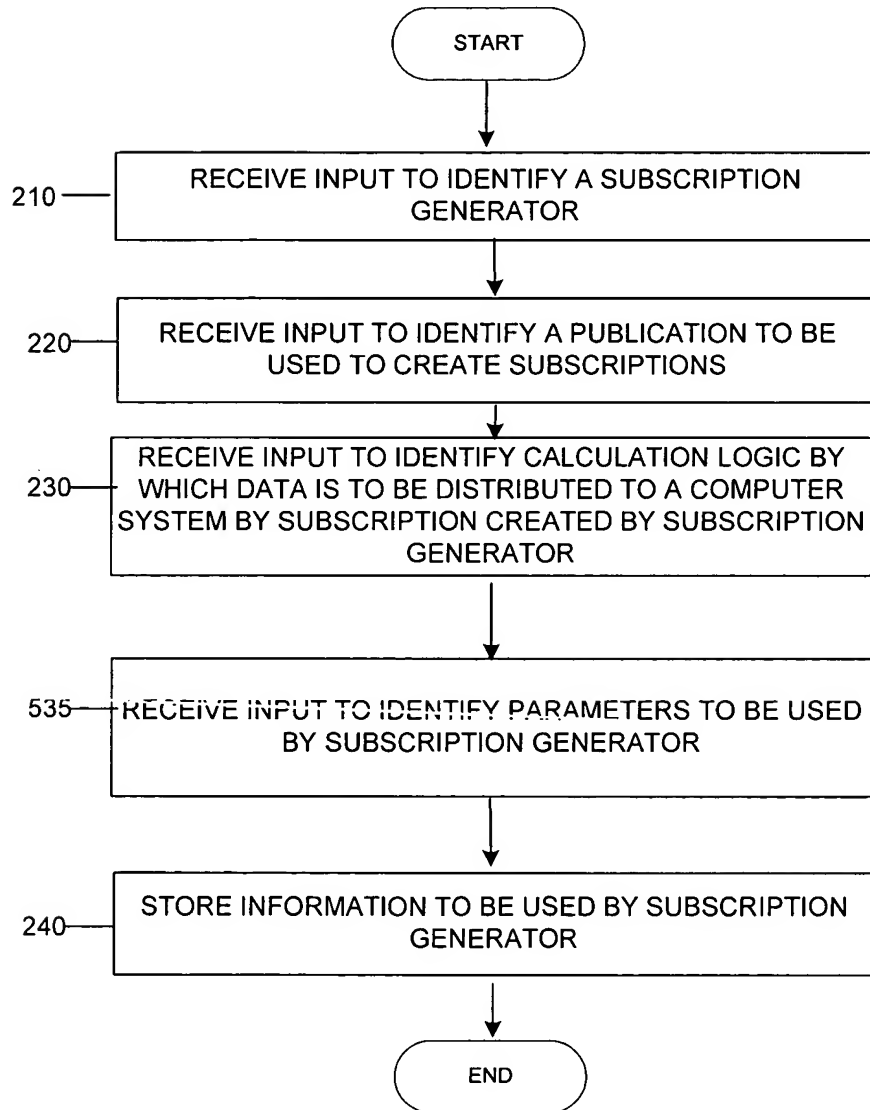 START
210
RECEIVE INPUT TO IDENTIFY A SUBSCRIPTION
GENERATOR
220
RECEIVE INPUT TO IDENTIFY A PUBLICATION TO BE
USED TO CREATE SUBSCRIPTIONS
RECEIVE INPUT TO IDENTIFY CALCULATION LOGIC BY
230
WHICH DATA IS TO BE DISTRIBUTED TO A COMPUTER
SYSTEM BY SUBSCRIPTION CREATED BY SUBSCRIPTION
GENERATOR
535
RECEIVE INPUT TO IDENTIFY PARAMETERS TO BE USED
BY SUBSCRIPTION GENERATOR
240
STORE INFORMATION TO BE USED BY SUBSCRIPTION
GENERATOR
END